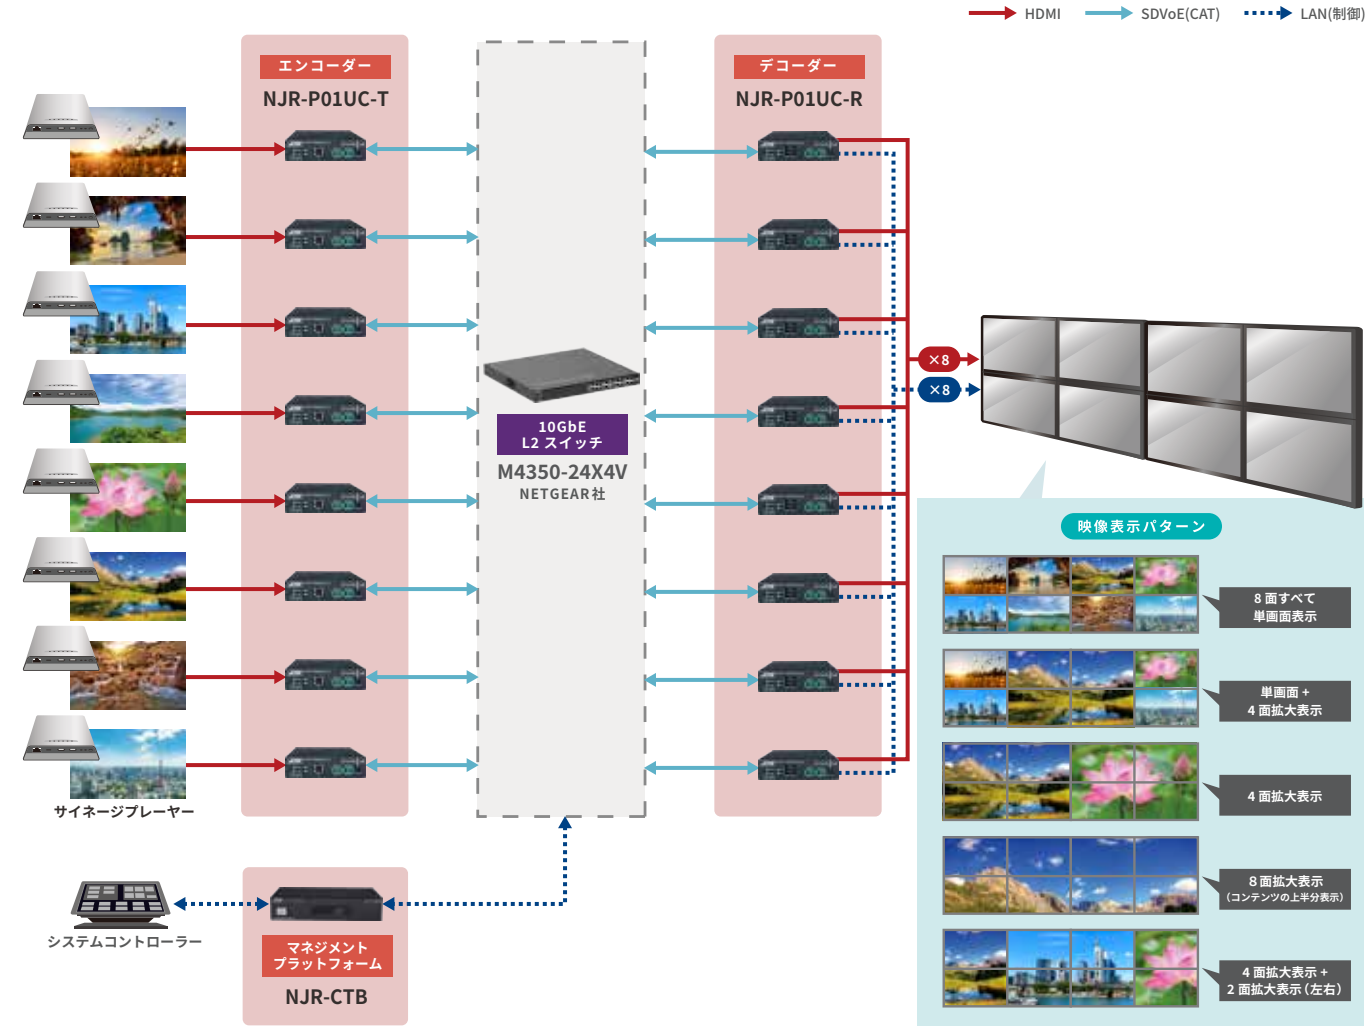 HDMI
SDVoE(CAT)
LAN(制御)
エンコーダー
NJR-P01UC-T
デコーダー
NJR-P01UC-R
10GbE
L2 スイッチ
M4350-24X4V
NETGEAR社
×8
×8
サイネージプレーヤー
システムコントローラー
マネジメント
プラットフォーム
NJR-CTB
映像表示パターン
8 面すべて
単画面表示
単画面 +
4 面拡大表示
4 面拡大表示
8 面拡大表示
(コンテンツの上半分表示)
4 面拡大表示 +
2 面拡大表示(左右)